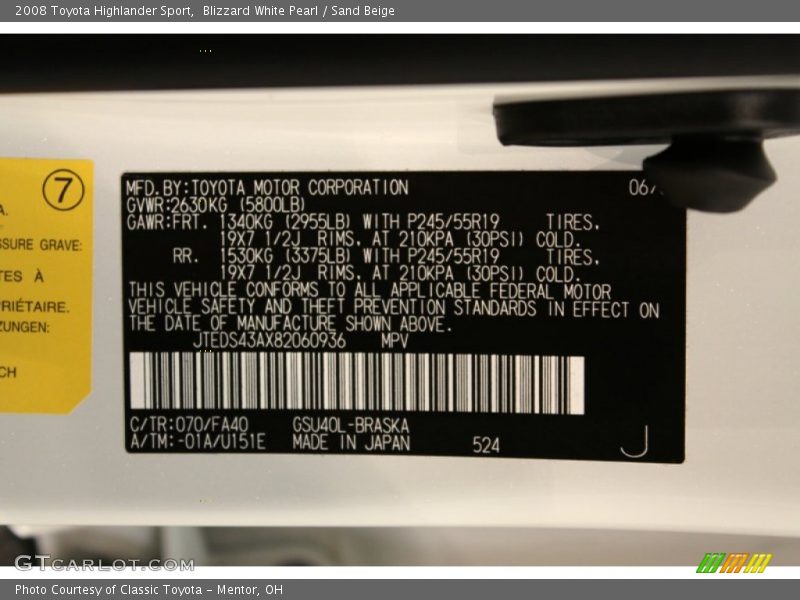 2008 Toyota Highlander Sport,  Blizzard White Pearl / Sand Beige
7
A.
SSURE GRAVE:
TES À
PRIÉTAIRE.
ZUNGEN:
CH
MFD. BY: TOYOTA MOTOR CORPORATION 06/
GVWR: 2630KG (5800LB)
GAWR: FRT. 1340KG (2955LB) WITH P245/55R19 TIRES.
19X7 1/2J RIMS. AT 210KPA (30PSI) COLD.
RR. 1530KG (3375LB) WITH P245/55R19 TIRES.
19X7 1/2J RIMS. AT 210KPA (30PSI) COLD.
THIS VEHICLE CONFORMS TO ALL APPLICABLE FEDERAL MOTOR
VEHICLE SAFETY AND THEFT PREVENTION STANDARDS IN EFFECT ON
THE DATE OF MANUFACTURE SHOWN ABOVE.
JTEDS43AX82060936 MPV
C/TR: 070/FA40 GSU40L-BRASKA
A/TM: -01A/U151E MADE IN JAPAN 524 J
GTCARLOT.COM
Photo Courtesy of Classic Toyota - Mentor, OH